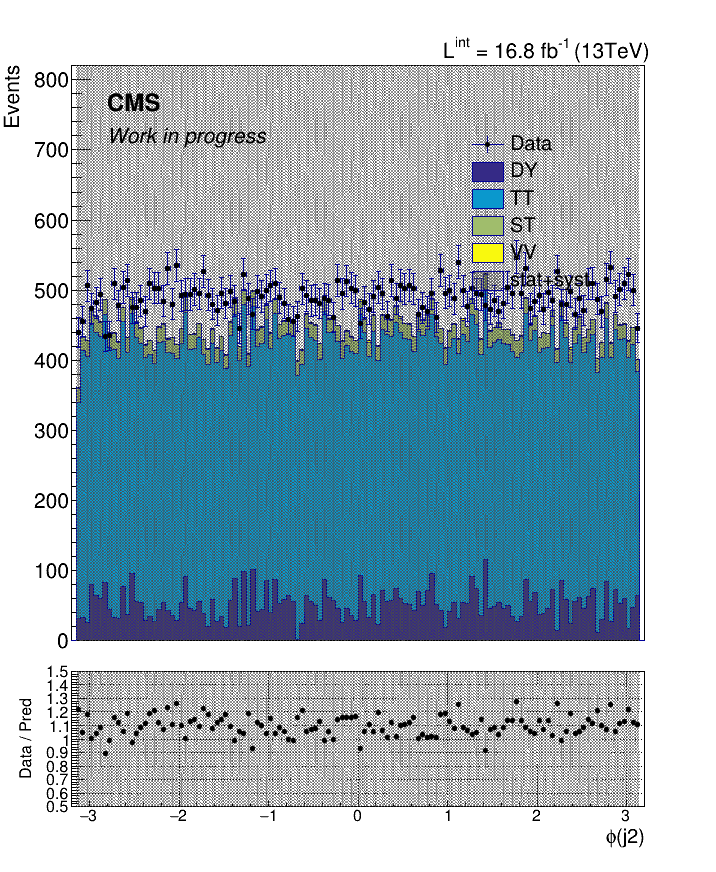 L^int = 16.8 fb^-1 (13TeV)
Events
800
700
600
500
400
300
200
100
0
CMS
Work in progress
Data
DY
TT
ST
VV
stat+syst
Data / Pred
1.5
1.4
1.3
1.2
1.1
1
0.9
0.8
0.7
0.6
0.5
−3 −2 −1 0 1 2 3
ϕ(j2)